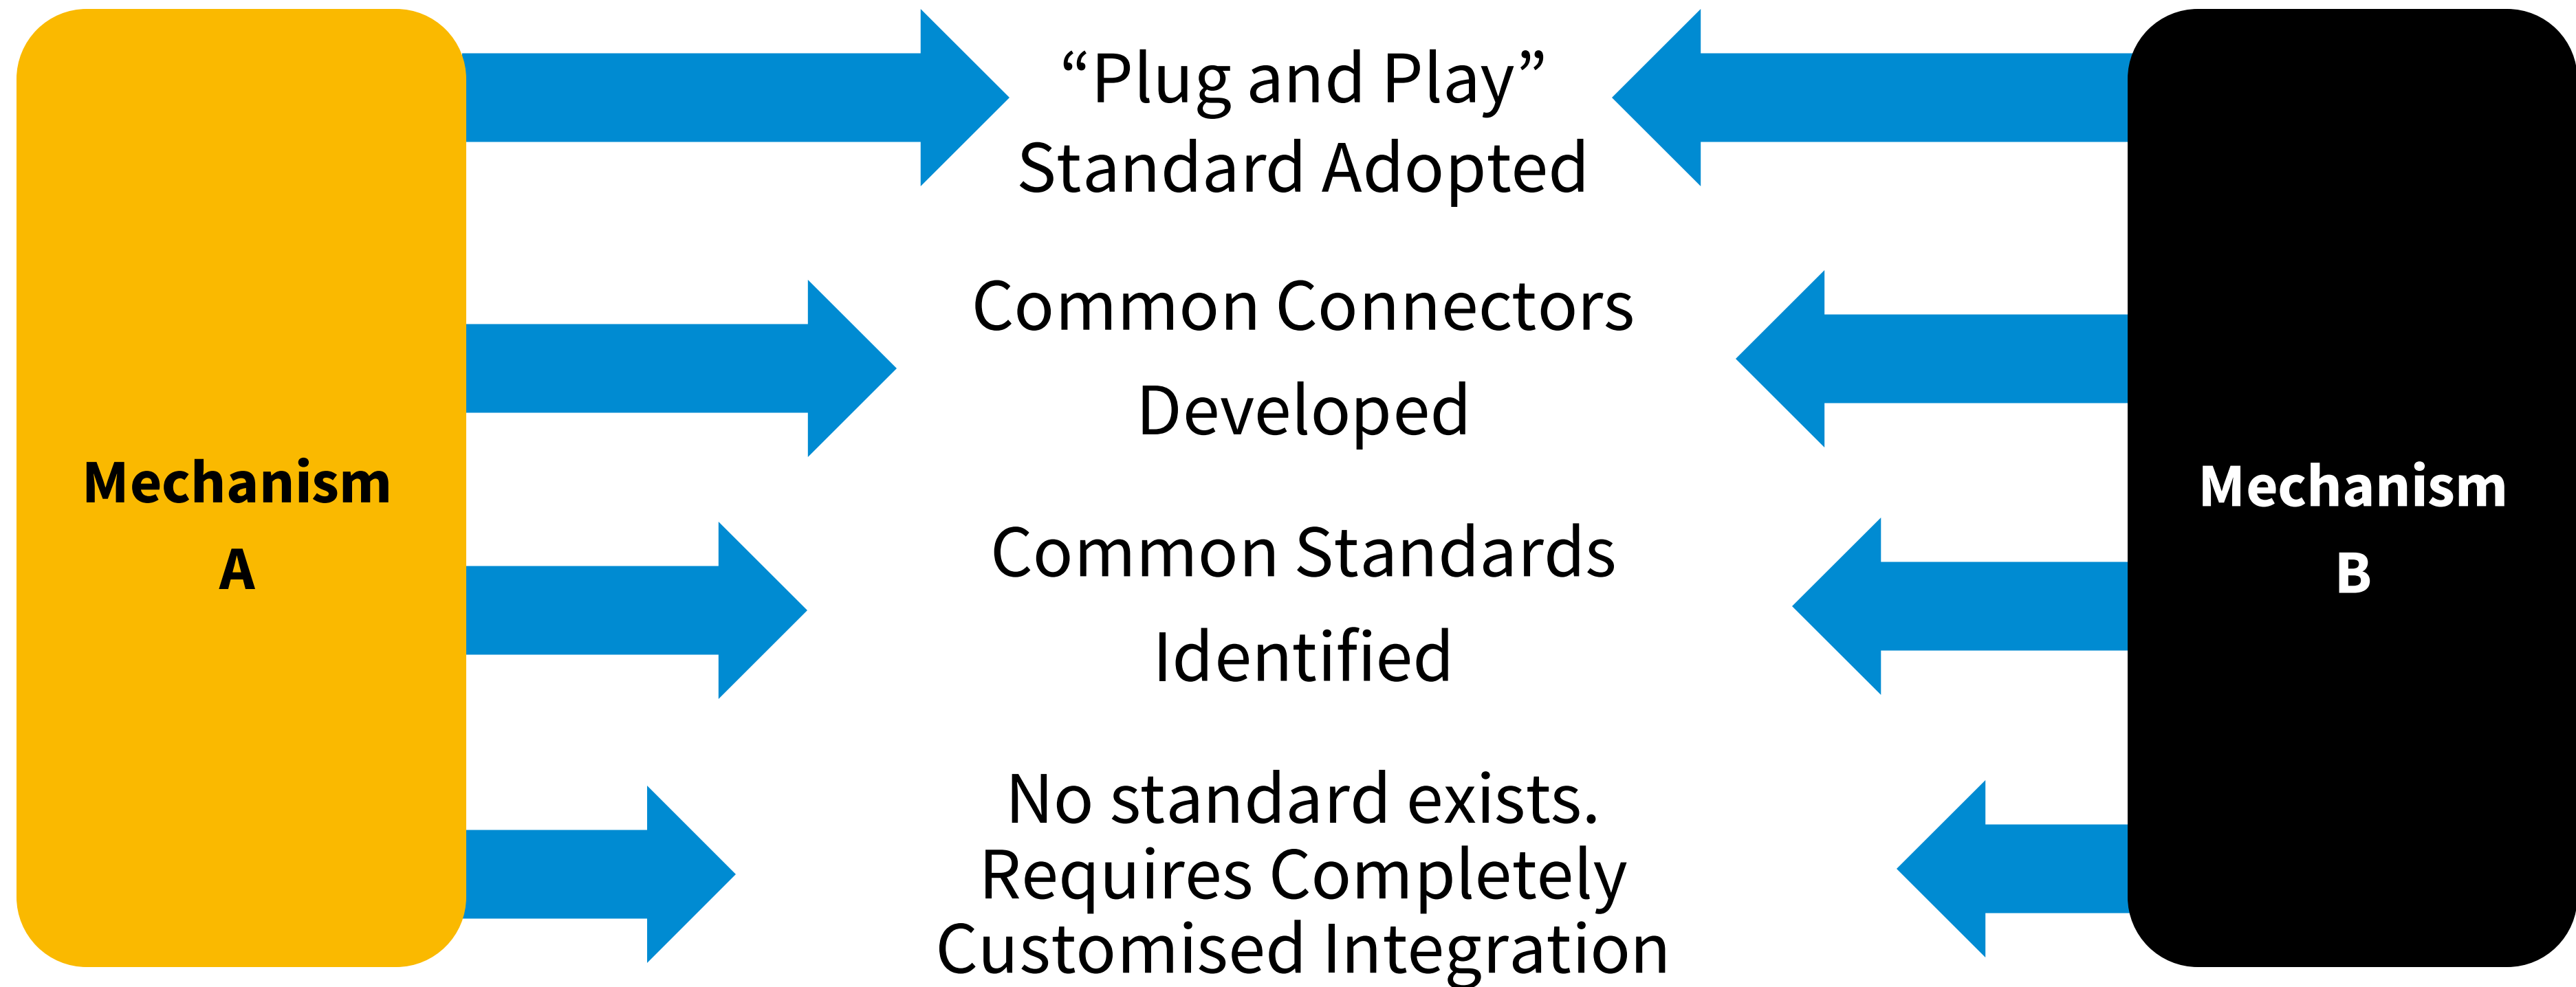 “Plug and Play”
Standard Adopted
Common Connectors
Developed
Mechanism
A
Mechanism
B
Common Standards
Identified
No standard exists.
Requires Completely
Customised Integration